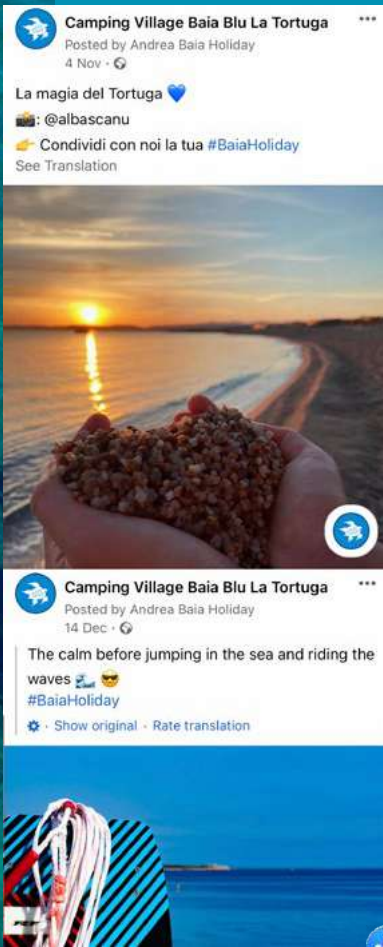 Camping Village Baia Blu La Tortuga
Posted by Andrea Baia Holiday
4 Nov ·
La magia del Tortuga 💙
📸: @albascanu
👉 Condividi con noi la tua #BaiaHoliday
See Translation
Camping Village Baia Blu La Tortuga
Posted by Andrea Baia Holiday
14 Dec ·
The calm before jumping in the sea and riding the
waves 🌊 😎
#BaiaHoliday
· Show original · Rate translation